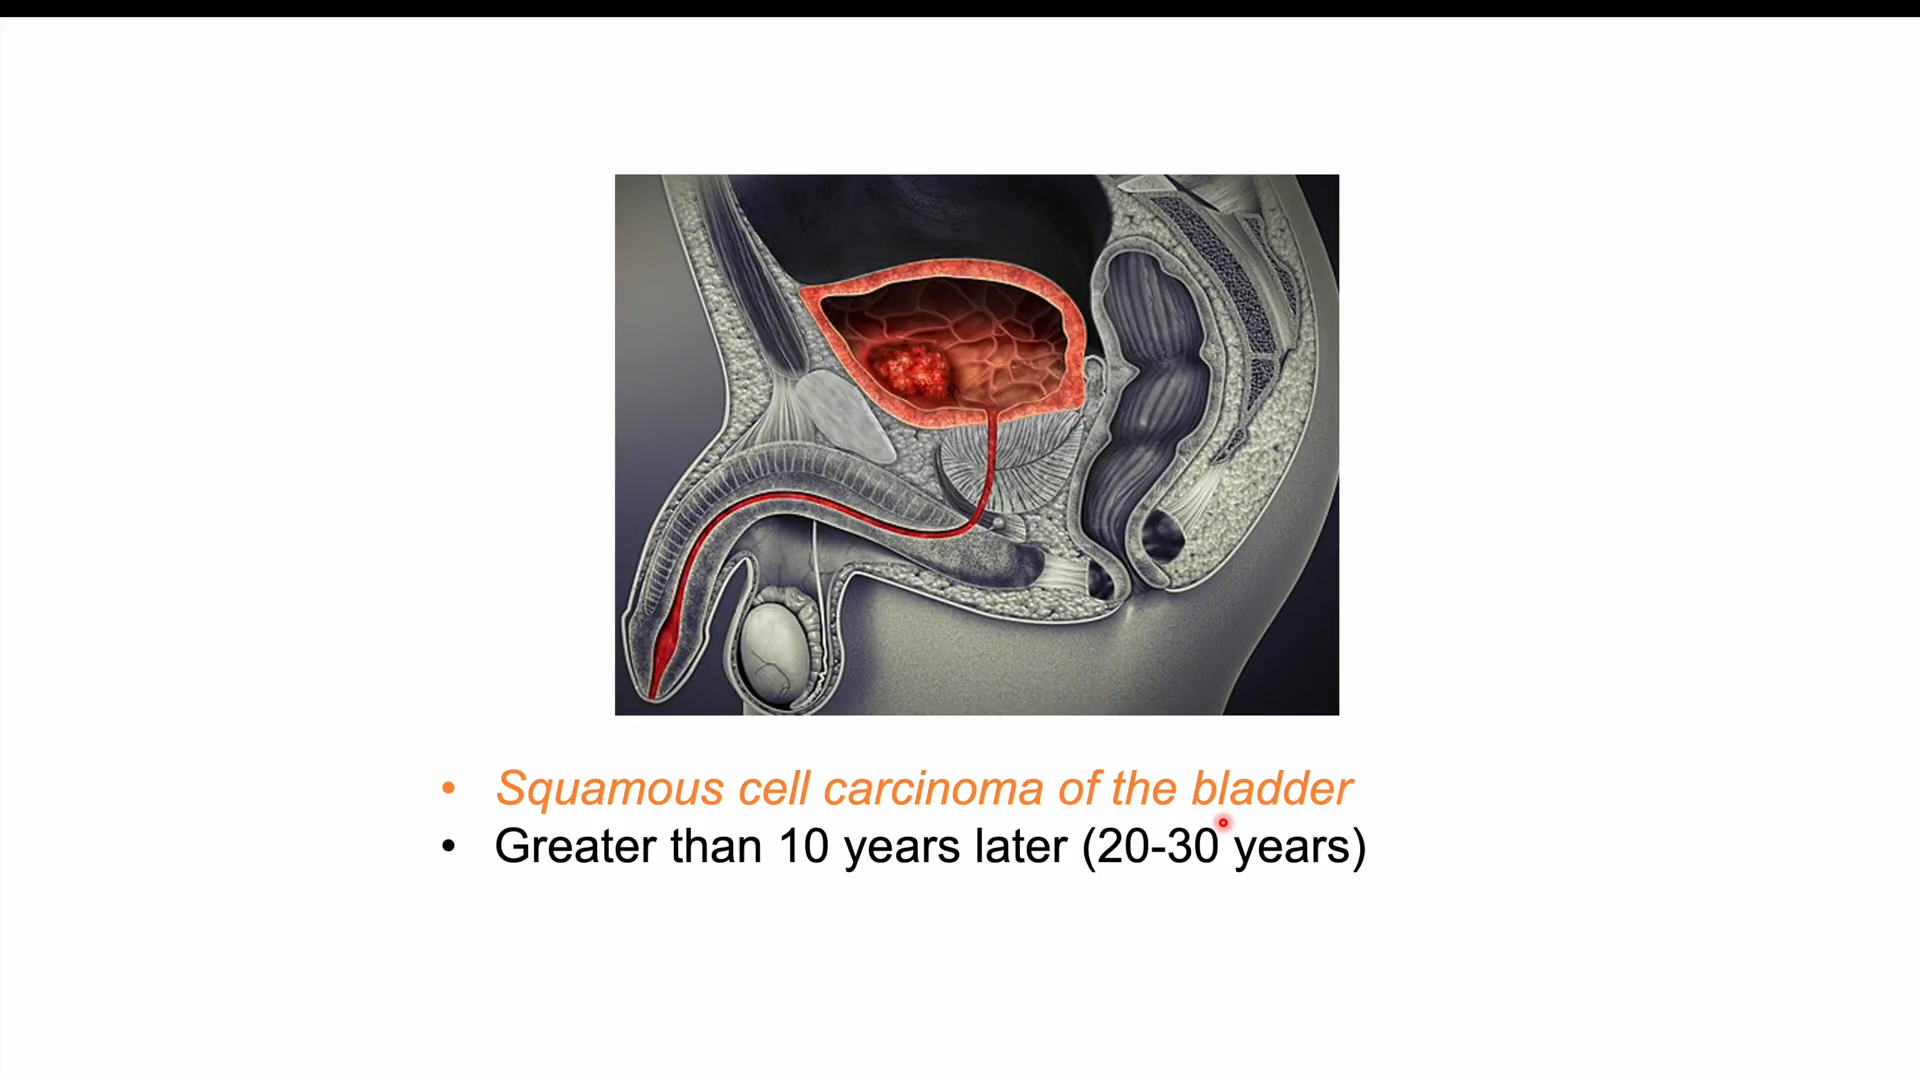 • Squamous cell carcinoma of the bladder
• Greater than 10 years later (20-30 years)